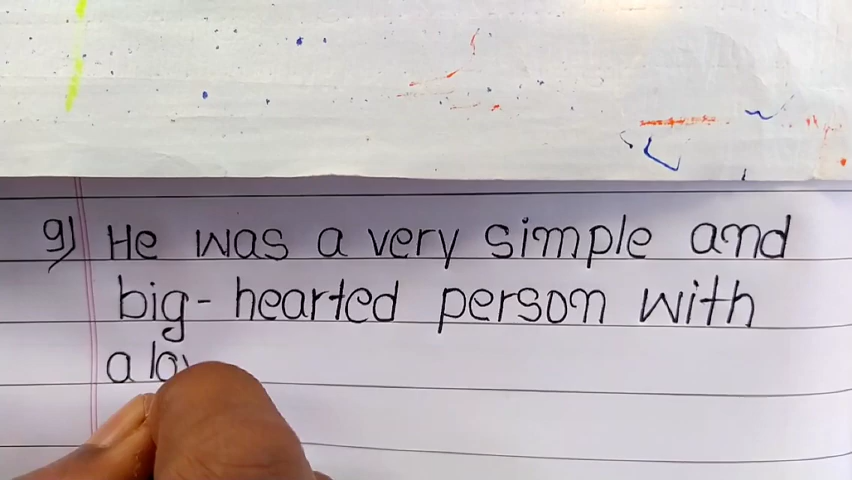 9) He was a very simple and
big-hearted person with
a